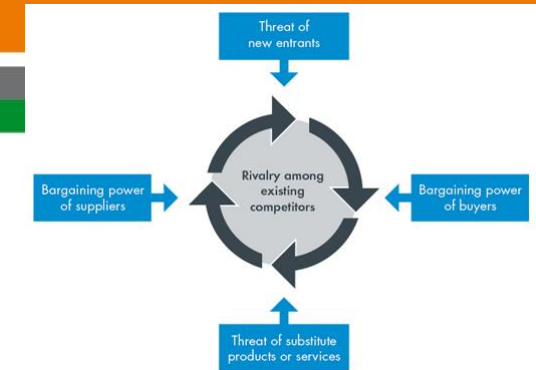 Threat of
new entrants
Bargaining power
of suppliers
Rivalry among
existing
competitors
Bargaining power
of buyers
Threat of substitute
products or services